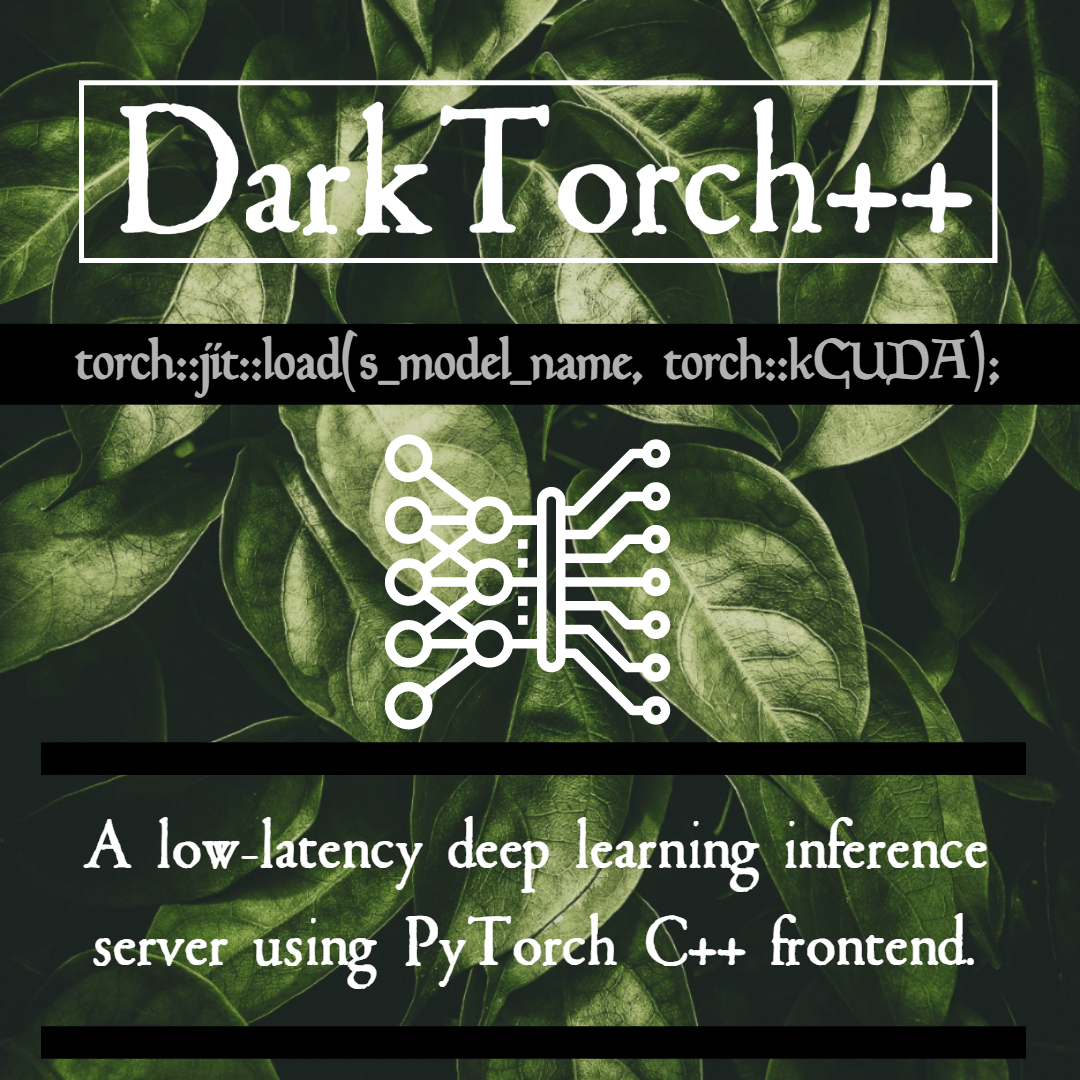 DarkTorch++
torch::jit::load(s_model_name, torch::kCUDA);
A low-latency deep learning inference
server using PyTorch C++ frontend.